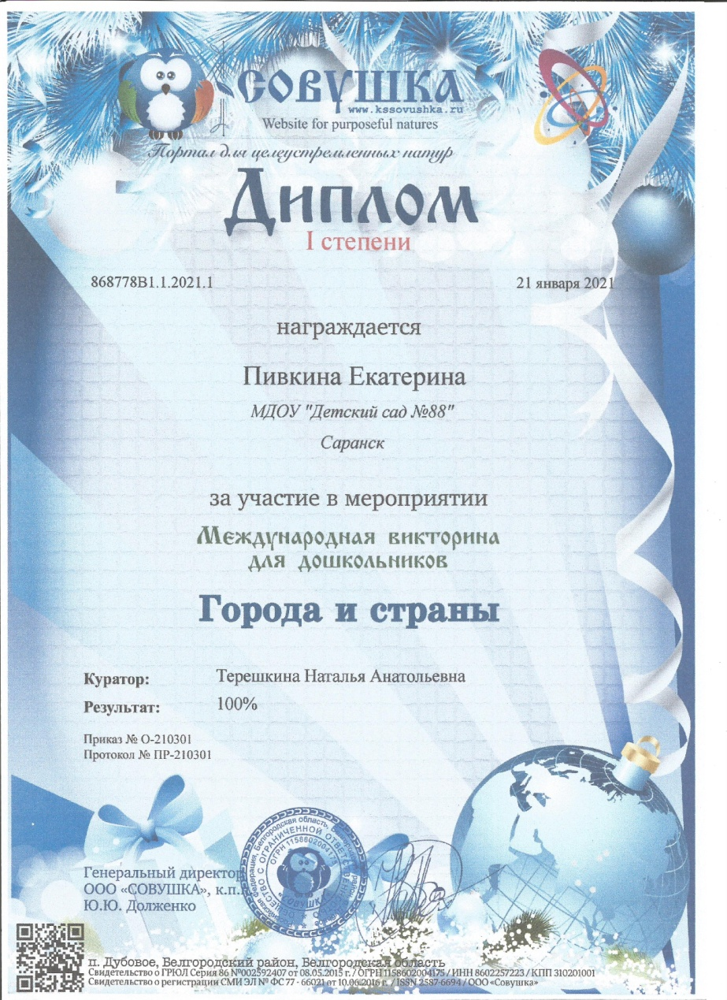 СОВУШКА
www.kssovushka.ru
Website for purposeful natures
Портал для целеустремленных натур
Диплом
I степени
868778В1.1.2021.1
21 января 2021
награждается
Пивкина Екатерина
МДОУ "Детский сад №88"
Саранск
за участие в мероприятии
Международная викторина
для дошкольников
Города и страны
Куратор: Терешкина Наталья Анатольевна
Результат: 100%
Приказ № О-210301
Протокол № ПР-210301
Генеральный директор
ООО «СОВУШКА», к.п.
Ю.Ю. Долженко
ОГРН 1158602004175
«СОВУШКА»
п. Дубовое, Белгородский район, Белгородская область
Свидетельство о ГРЮЛ Серия 86 №002592407 от 08.05.2015 г. / ОГРН 1158602004175 / ИНН 8602257223 / КПП 310201001
Свидетельство о регистрации СМИ ЭЛ № ФС 77 - 66021 от 10.06.2016 г. / ISSN 2587-6694 / ООО «Совушка»